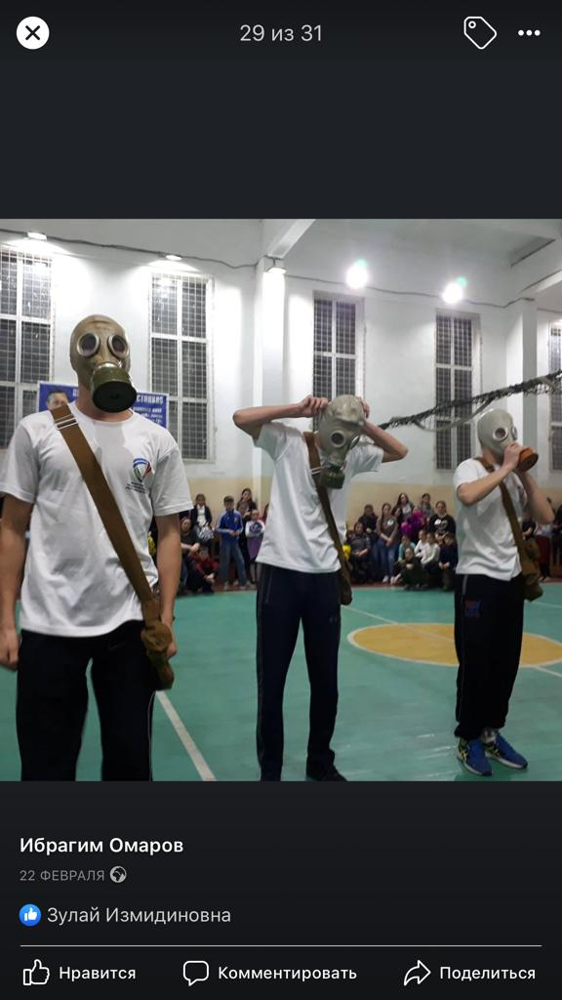 29 из 31
Ибрагим Омаров
22 ФЕВРАЛЯ
Зулай Измидиновна
Нравится
Комментировать
Поделиться